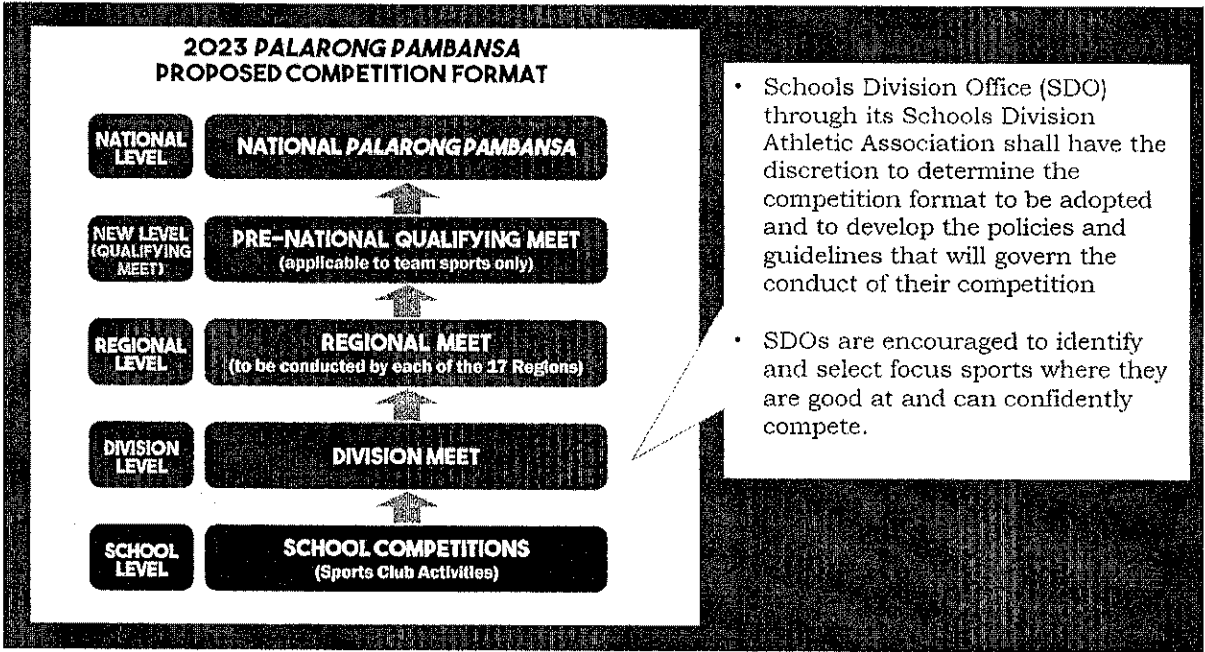 2023 PALARONG PAMBANSA
PROPOSED COMPETITION FORMAT
NATIONAL
LEVEL
NATIONAL PALARONG PAMBANSA
NEW LEVEL
(QUALIFYING
MEET)
PRE-NATIONAL QUALIFYING MEET
(applicable to team sports only)
REGIONAL
LEVEL
REGIONAL MEET
(to be conducted by each of the 17 Regions)
DIVISION
LEVEL
DIVISION MEET
SCHOOL
LEVEL
SCHOOL COMPETITIONS
(Sports Club Activities)
• Schools Division Office (SDO)
through its Schools Division
Athletic Association shall have the
discretion to determine the
competition format to be adopted
and to develop the policies and
guidelines that will govern the
conduct of their competition
• SDOs are encouraged to identify
and select focus sports where they
are good at and can confidently
compete.